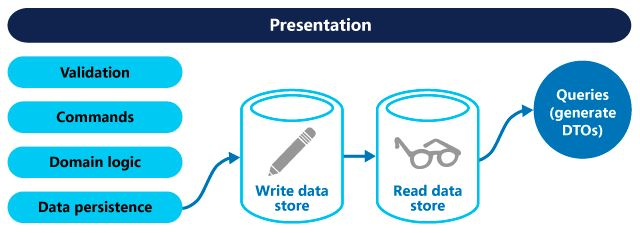 Presentation
Validation
Commands
Domain logic
Data persistence
Write data
store
Read data
store
Queries
(generate
DTOs)